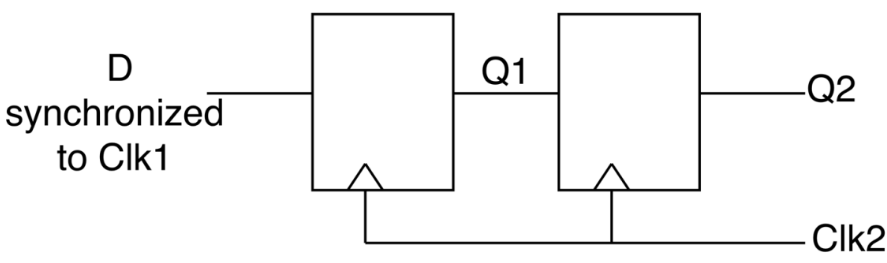 D
synchronized
to Clk1
Q1
Q2
Clk2